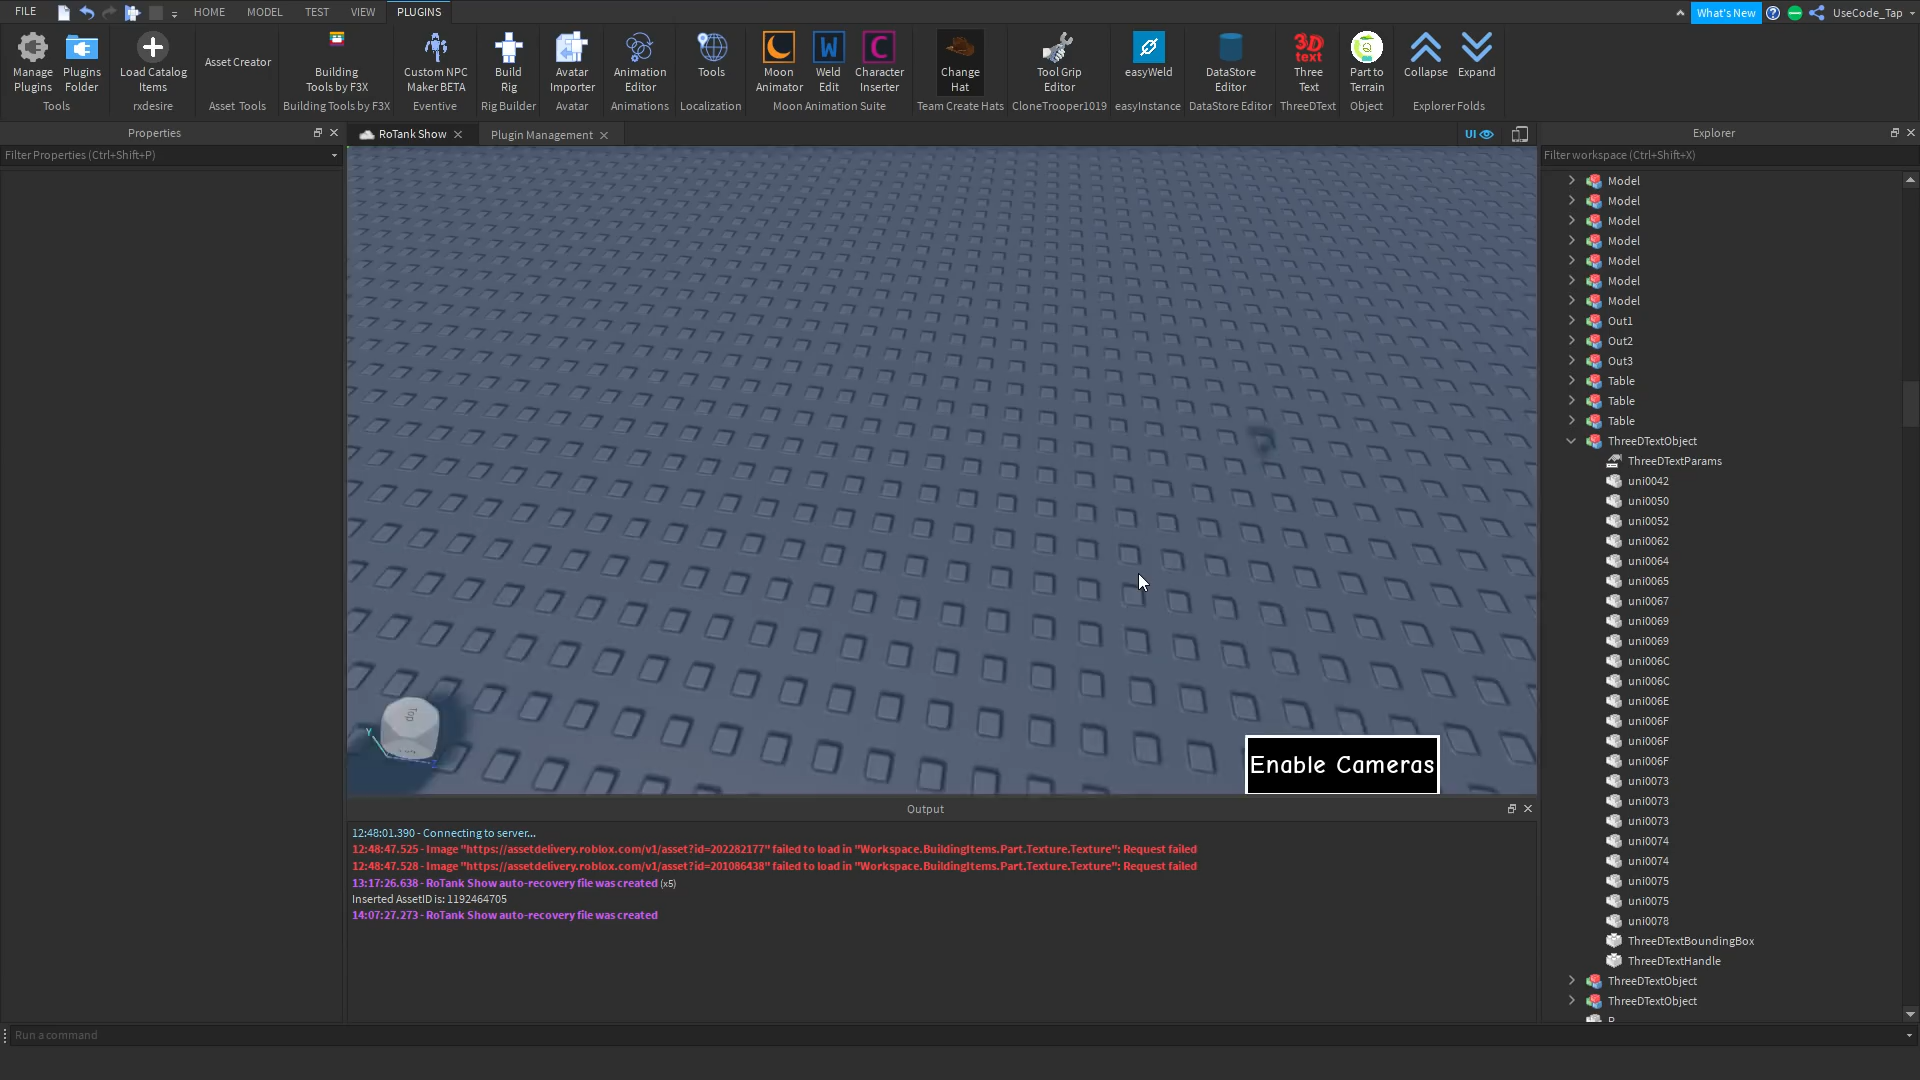 FILE
HOME
MODEL
TEST
VIEW
PLUGINS
What's New
UseCode_Tap
Manage Plugins
Plugins Folder
Tools
Load Catalog Items
rxdesire
Asset Creator
Asset Tools
Building Tools by F3X
Building Tools by F3X
Custom NPC Maker BETA
Eventive
Build Rig
Rig Builder
Avatar Importer
Avatar
Animation Editor
Animations
Tools
Localization
Moon Animator
W
Weld Edit
C
Character Inserter
Moon Animation Suite
Change Hat
Team Create Hats
Tool Grip Editor
CloneTrooper1019
easyWeld
easyInstance
DataStore Editor
DataStore Editor
3D text
Three Text
ThreeDText
Part to Terrain
Object
Collapse
Expand
Explorer Folds
Properties
Filter Properties (Ctrl+Shift+P)
RoTank Show
Plugin Management
UI
Top
Y
Z
Enable Cameras
Output
12:48:01.390 - Connecting to server...
12:48:47.525 - Image "https://assetdelivery.roblox.com/v1/asset?id=202282177" failed to load in "Workspace.BuildingItems.Part.Texture.Texture": Request failed
12:48:47.528 - Image "https://assetdelivery.roblox.com/v1/asset?id=201086438" failed to load in "Workspace.BuildingItems.Part.Texture.Texture": Request failed
13:17:26.638 - RoTank Show auto-recovery file was created (x5)
Inserted AssetID is: 1192464705
14:07:27.273 - RoTank Show auto-recovery file was created
Run a command
Explorer
Filter workspace (Ctrl+Shift+X)
Model
Model
Model
Model
Model
Model
Model
Out1
Out2
Out3
Table
Table
Table
ThreeDTextObject
ThreeDTextParams
uni0042
uni0050
uni0052
uni0062
uni0064
uni0065
uni0067
uni0069
uni0069
uni006C
uni006C
uni006E
uni006F
uni006F
uni006F
uni0073
uni0073
uni0073
uni0074
uni0074
uni0075
uni0075
uni0078
ThreeDTextBoundingBox
ThreeDTextHandle
ThreeDTextObject
ThreeDTextObject